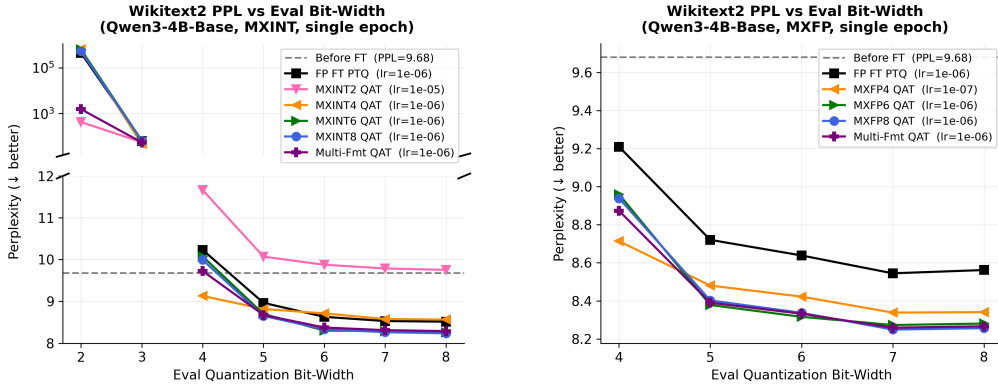 Wikitext2 PPL vs Eval Bit-Width
(Qwen3-4B-Base, MXINT, single epoch)
Before FT (PPL=9.68)
FP FT PTQ (lr=1e-06)
MXINT2 QAT (lr=1e-05)
MXINT4 QAT (lr=1e-06)
MXINT6 QAT (lr=1e-06)
MXINT8 QAT (lr=1e-06)
Multi-Fmt QAT (lr=1e-06)
10^5
10^3
12
11
10
9
8
Perplexity (↓ better)
2 3 4 5 6 7 8
Eval Quantization Bit-Width
Wikitext2 PPL vs Eval Bit-Width
(Qwen3-4B-Base, MXFP, single epoch)
Before FT (PPL=9.68)
FP FT PTQ (lr=1e-06)
MXFP4 QAT (lr=1e-07)
MXFP6 QAT (lr=1e-06)
MXFP8 QAT (lr=1e-06)
Multi-Fmt QAT (lr=1e-06)
9.6
9.4
9.2
9.0
8.8
8.6
8.4
8.2
Perplexity (↓ better)
4 5 6 7 8
Eval Quantization Bit-Width